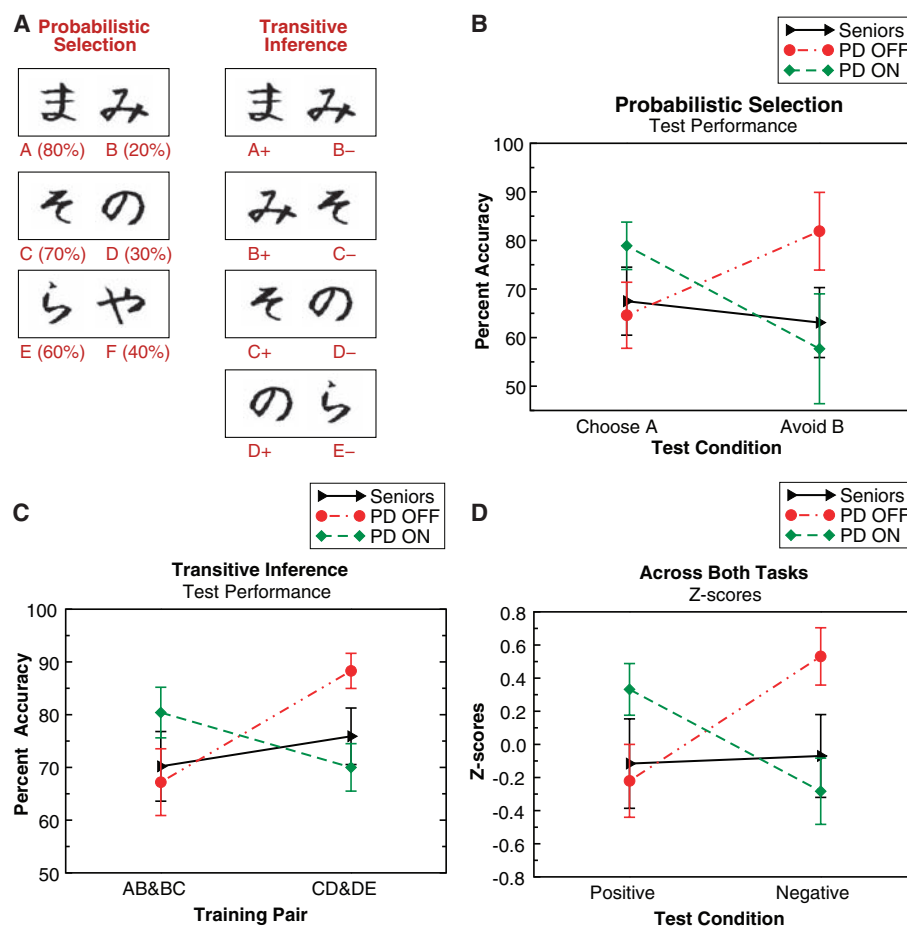 A
Probabilistic
Selection
Transitive
Inference
ま み
A (80%) B (20%)
ま み
A+ B−
そ の
C (70%) D (30%)
み そ
B+ C−
ら や
E (60%) F (40%)
そ の
C+ D−
の ら
D+ E−
B
Seniors
PD OFF
PD ON
Probabilistic Selection
Test Performance
Percent Accuracy
100
90
80
70
60
50
Choose A Avoid B
Test Condition
C
Seniors
PD OFF
PD ON
Transitive Inference
Test Performance
Percent Accuracy
100
90
80
70
60
50
AB&BC CD&DE
Training Pair
D
Seniors
PD OFF
PD ON
Across Both Tasks
Z-scores
Z-scores
0.8
0.6
0.4
0.2
0.0
-0.2
-0.4
-0.6
-0.8
Positive Negative
Test Condition